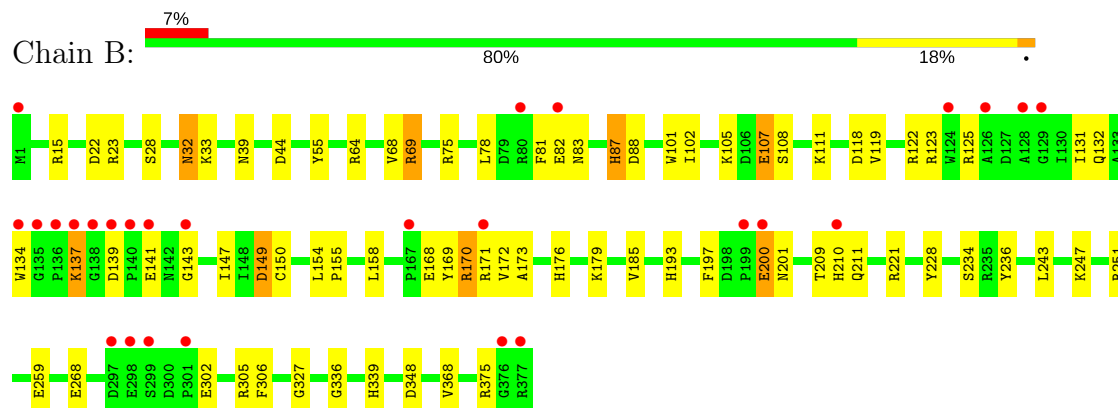 7%
Chain B:
80% 18% •
M1 R15 D22 R23 S28 N32 K33 N39 D44 Y55 R64 V68 R69 R75 L78 D79 R80 F81 E82 N83 H87 D88 W101 I102 K105 D106 E107 S108 K111 D118 V119 R122 R123 W124 R125 A126 D127 A128 G129 I130 I131 Q132 A133
W134 G135 P136 K137 G138 D139 P140 E141 N142 G143 I147 I148 D149 C150 L154 P155 L158 P167 E168 Y169 R170 R171 V172 A173 H176 K179 V185 H193 F197 D198 P199 E200 N201 T209 H210 Q211 R221 Y228 S234 R235 Y236 L243 K247 R251
E259 E268 D297 E298 S299 D300 P301 E302 R305 F306 G327 G336 H339 D348 V368 R375 G376 R377